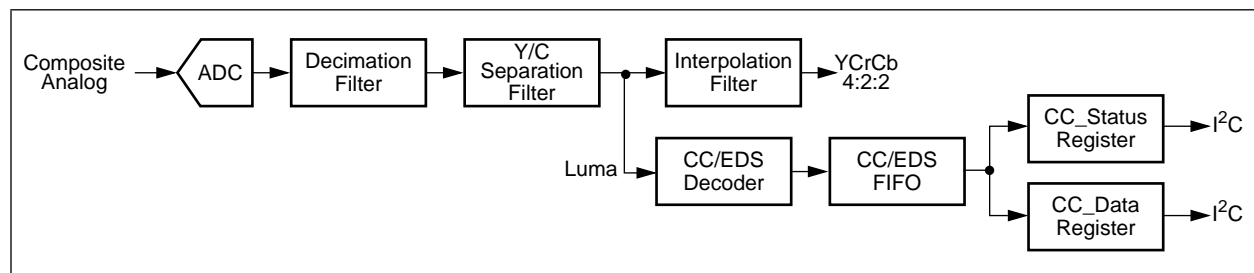 Composite
Analog
ADC
Decimation
Filter
Y/C
Separation
Filter
Interpolation
Filter
YCrCb
4:2:2
Luma
CC/EDS
Decoder
CC/EDS
FIFO
CC_Status
Register
I²C
CC_Data
Register
I²C